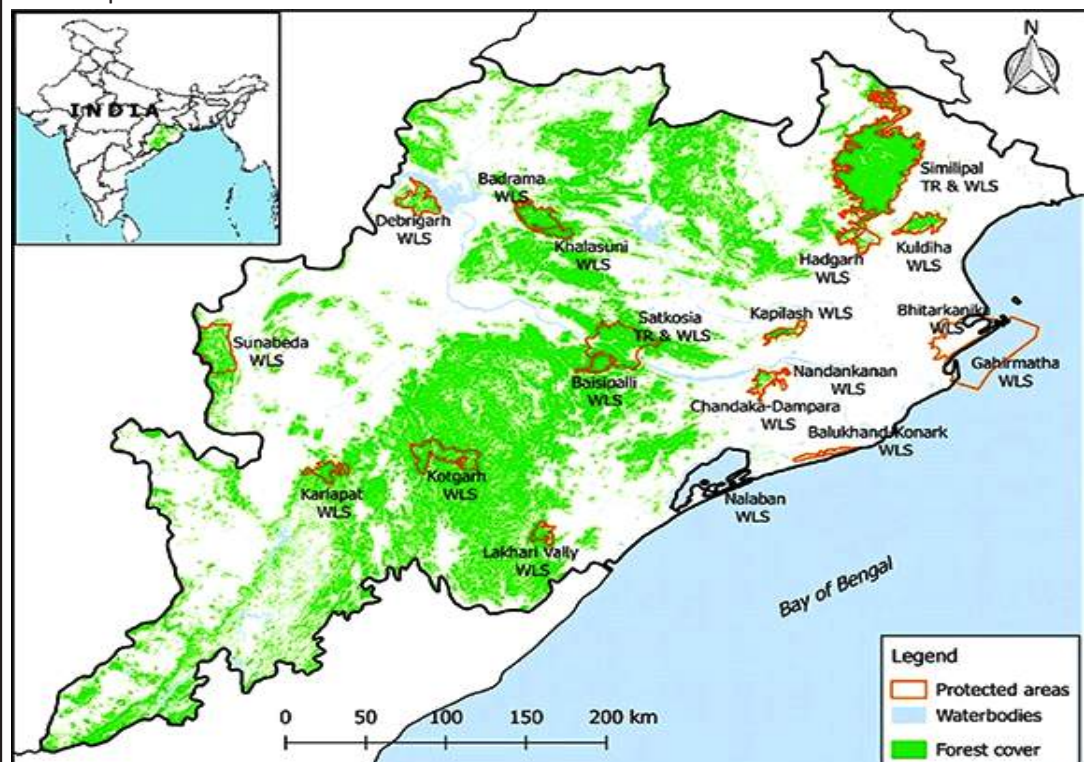 INDIA
N
Similipal
TR & WLS
Badrama
WLS
Debrigarh
WLS
Khalasuni
WLS
Hadgarh
WLS
Kuldiha
WLS
Satkosia
TR & WLS
Kapilash WLS
Bhitarkanika
WLS
Sunabeda
WLS
Baisipalli
WLS
Nandankanan
WLS
Gahirmatha
WLS
Chandaka-Dampara
WLS
Balukhand-Konark
WLS
Karlapat
WLS
Kotgarh
WLS
Nalaban
WLS
Lakhari Vally
WLS
Bay of Bengal
Legend
Protected areas
Waterbodies
Forest cover
0 50 100 150 200 km